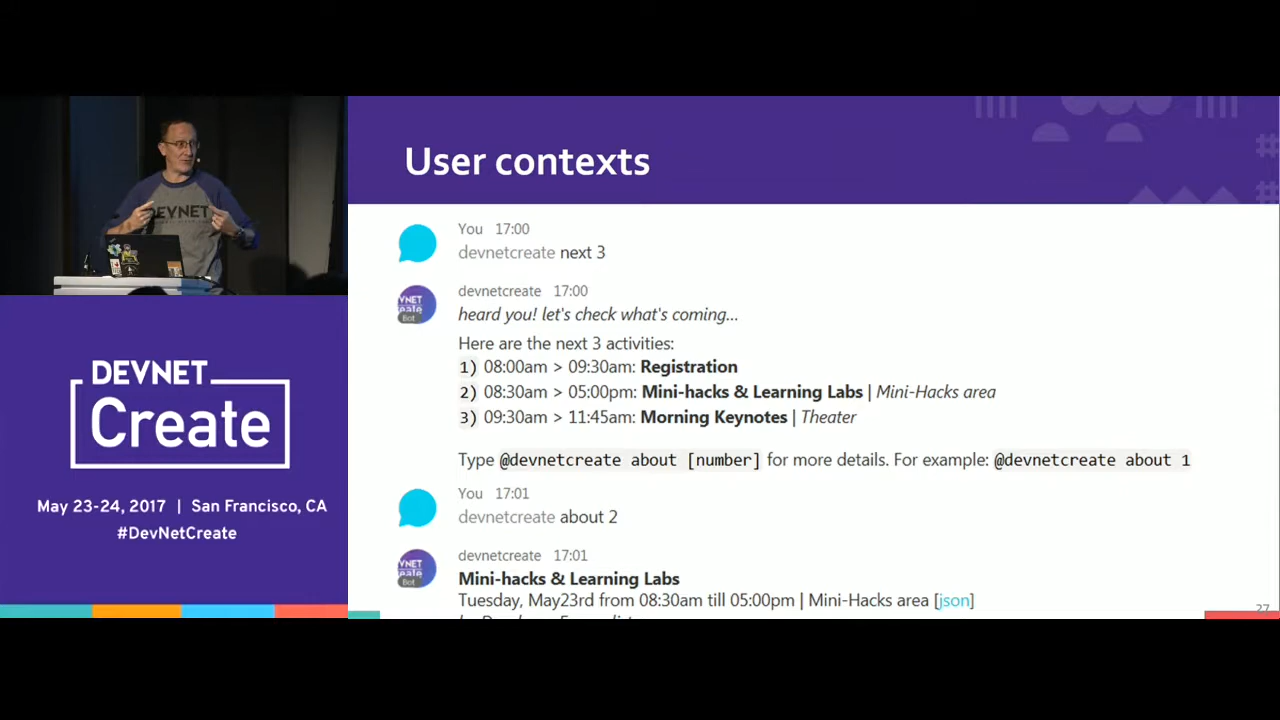 User contexts
You 17:00
devnetcreate next 3
devnetcreate 17:00
heard you! let's check what's coming...
Here are the next 3 activities:
1) 08:00am > 09:30am: Registration
2) 08:30am > 05:00pm: Mini-hacks & Learning Labs | Mini-Hacks area
3) 09:30am > 11:45am: Morning Keynotes | Theater
Type @devnetcreate about [number] for more details. For example: @devnetcreate about 1
You 17:01
devnetcreate about 2
devnetcreate 17:01
Mini-hacks & Learning Labs
Tuesday, May23rd from 08:30am till 05:00pm | Mini-Hacks area [json]
27
DEVNET
DEVNET
Create
May 23-24, 2017 | San Francisco, CA
#DevNetCreate
Bot
Bot